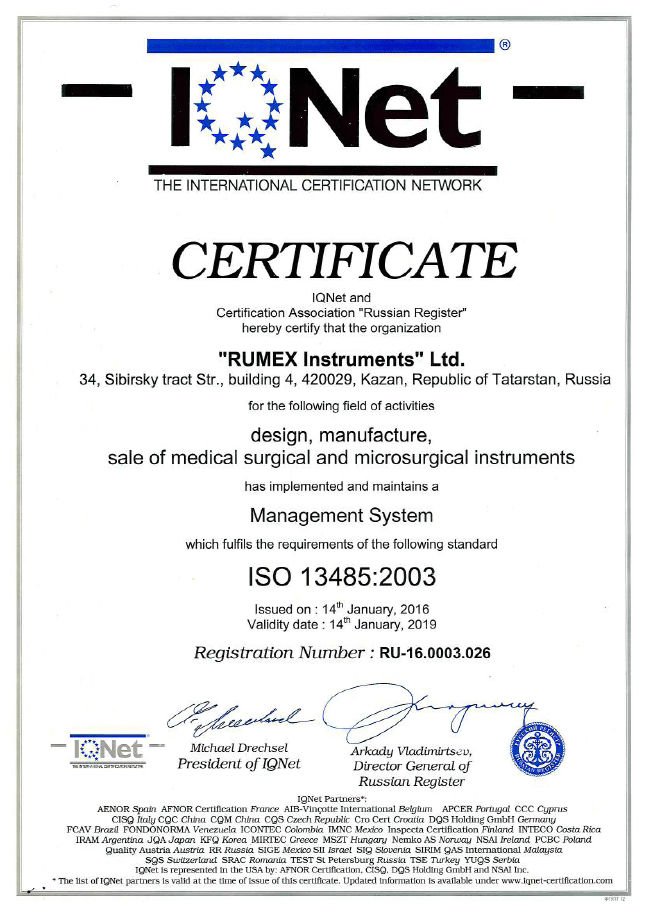 ®
IQNet
THE INTERNATIONAL CERTIFICATION NETWORK
CERTIFICATE
IQNet and
Certification Association "Russian Register"
hereby certify that the organization
"RUMEX Instruments" Ltd.
34, Sibirsky tract Str., building 4, 420029, Kazan, Republic of Tatarstan, Russia
for the following field of activities
design, manufacture,
sale of medical surgical and microsurgical instruments
has implemented and maintains a
Management System
which fulfils the requirements of the following standard
ISO 13485:2003
Issued on : 14th January, 2016
Validity date : 14th January, 2019
Registration Number : RU-16.0003.026
IQNet
THE INTERNATIONAL CERTIFICATION NETWORK
Michael Drechsel
President of IQNet
Arkady Vladimirtsev,
Director General of
Russian Register
IQNet Partners*:
AENOR Spain AFNOR Certification France AIB-Vinçotte International Belgium APCER Portugal CCC Cyprus
CISQ Italy CQC China CQM China CQS Czech Republic Cro Cert Croatia DQS Holding GmbH Germany
FCAV Brazil FONDONORMA Venezuela ICONTEC Colombia IMNC Mexico Inspecta Certification Finland INTECO Costa Rica
IRAM Argentina JQA Japan KFQ Korea MIRTEC Greece MSZT Hungary Nemko AS Norway NSAI Ireland PCBC Poland
Quality Austria Austria RR Russia SIGE Mexico SII Israel SIQ Slovenia SIRIM QAS International Malaysia
SQS Switzerland SRAC Romania TEST St Petersburg Russia TSE Turkey YUQS Serbia
IQNet is represented in the USA by: AFNOR Certification, CISQ, DQS Holding GmbH and NSAI Inc.
* The list of IQNet partners is valid at the time of issue of this certificate. Updated information is available under www.iqnet-certification.com